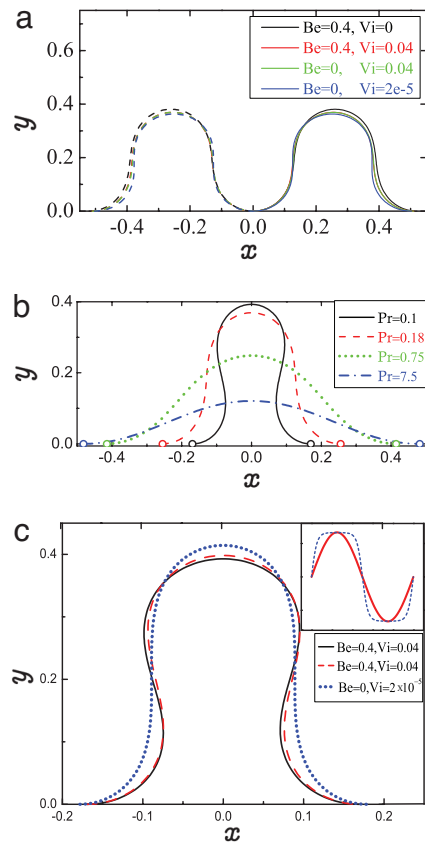 a
Be=0.4, Vi=0
Be=0.4, Vi=0.04
Be=0, Vi=0.04
Be=0, Vi=2e-5
y
0.6
0.4
0.2
0.0
-0.4 -0.2 0.0 0.2 0.4
x
b
Pr=0.1
Pr=0.18
Pr=0.75
Pr=7.5
y
0.4
0.2
0.0
-0.4 -0.2 0.0 0.2 0.4
x
c
Be=0.4,Vi=0.04
Be=0.4,Vi=0.04
Be=0,Vi=2×10⁻⁵
y
0.4
0.2
0.0
-0.2 -0.1 0.0 0.1 0.2
x